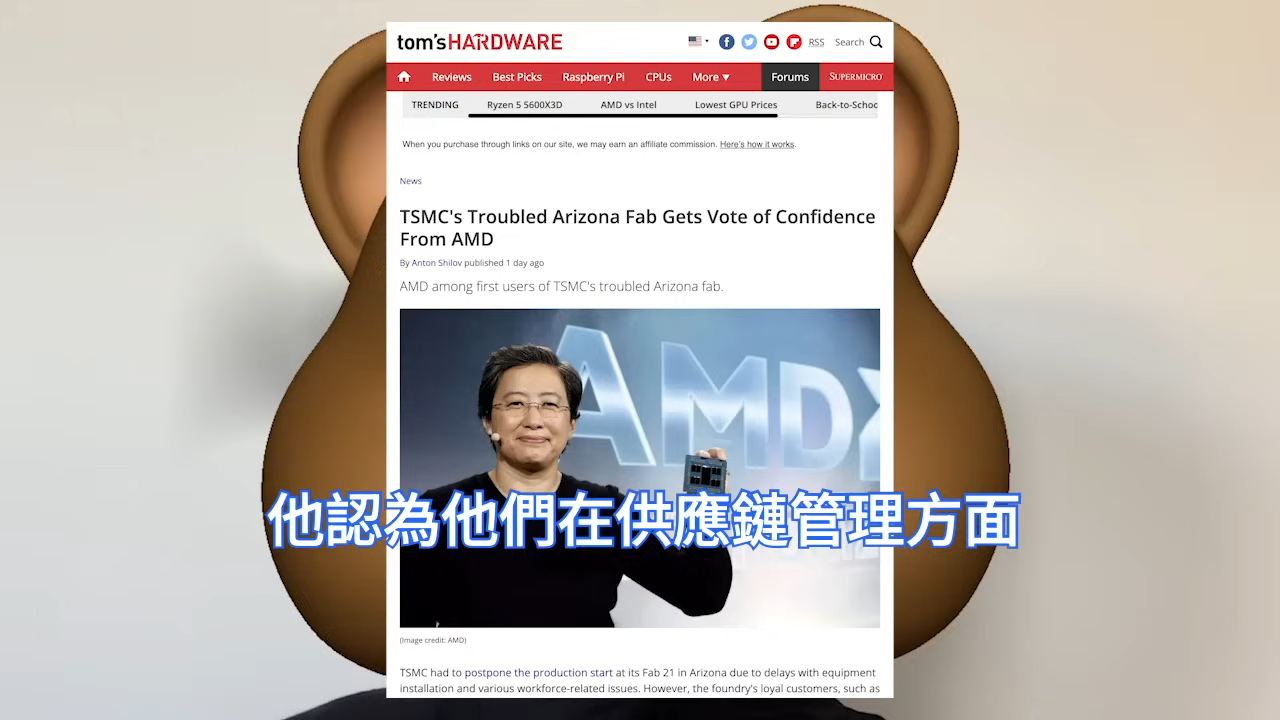 tom'sHARDWARE
RSS Search
Reviews Best Picks Raspberry Pi CPUs More Forums SUPERMICRO
TRENDING Ryzen 5 5600X3D AMD vs Intel Lowest GPU Prices Back-to-Schoo
When you purchase through links on our site, we may earn an affiliate commission. Here's how it works.
News
TSMC's Troubled Arizona Fab Gets Vote of Confidence
From AMD
By Anton Shilov published 1 day ago
AMD among first users of TSMC's troubled Arizona fab.
AMD
他認為他們在供應鏈管理方面
(Image credit: AMD)
TSMC had to postpone the production start at its Fab 21 in Arizona due to delays with equipment
installation and various workforce-related issues. However, the foundry's loyal customers, such as